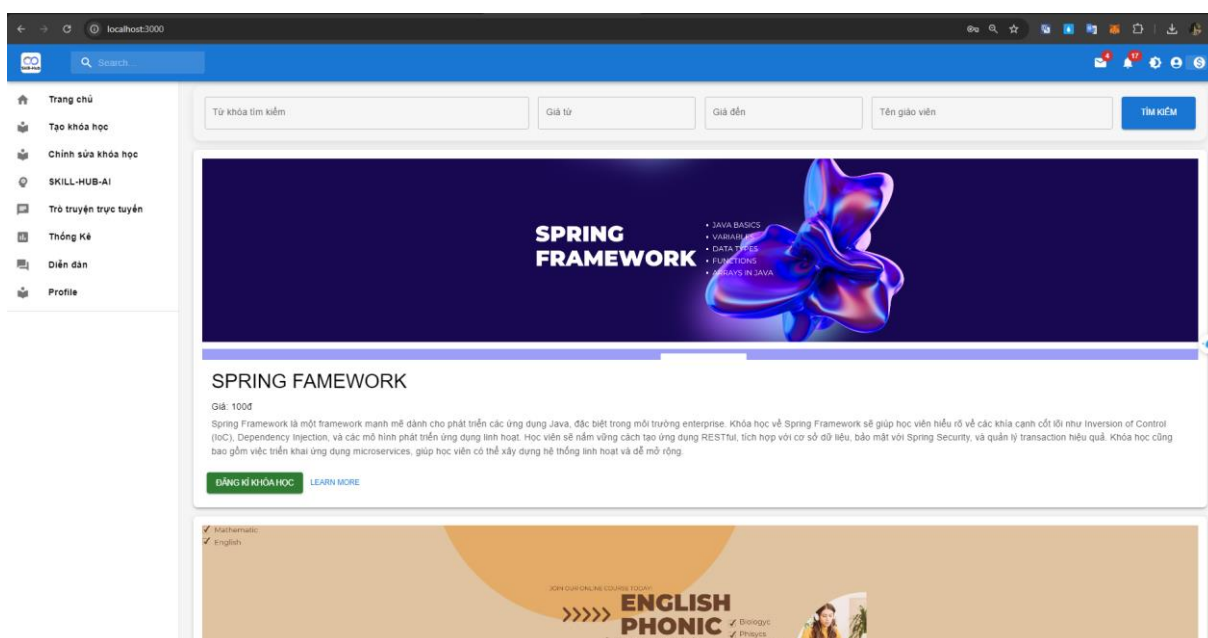 localhost:3000
Skill-Hub
Search...
4
17
Trang chủ
Tạo khóa học
Chỉnh sửa khóa học
SKILL-HUB-AI
Trò truyện trực tuyến
Thống Kê
Diễn đàn
Profile
Từ khóa tìm kiếm
Giá từ
Giá đến
Tên giáo viên
TÌM KIẾM
SPRING
FRAMEWORK
• JAVA BASICS
• VARIABLES
• DATA TYPES
• FUNCTIONS
• ARRAYS IN JAVA
SPRING FAMEWORK
Giá: 100đ
Spring Framework là một framework mạnh mẽ dành cho phát triển các ứng dụng Java, đặc biệt trong môi trường enterprise. Khóa học về Spring Framework sẽ giúp học viên hiểu rõ về các khía cạnh cốt lõi như Inversion of Control
(IoC), Dependency Injection, và các mô hình phát triển ứng dụng linh hoạt. Học viên sẽ nắm vững cách tạo ứng dụng RESTful, tích hợp với cơ sở dữ liệu, bảo mật với Spring Security, và quản lý transaction hiệu quả. Khóa học cũng
bao gồm việc triển khai ứng dụng microservices, giúp học viên có thể xây dựng hệ thống linh hoạt và dễ mở rộng.
ĐĂNG KÍ KHÓA HỌC
LEARN MORE
Mathematic
English
JOIN OUR ONLINE COURSE TODAY!
ENGLISH
PHONIC
Biologyc
Phisycs